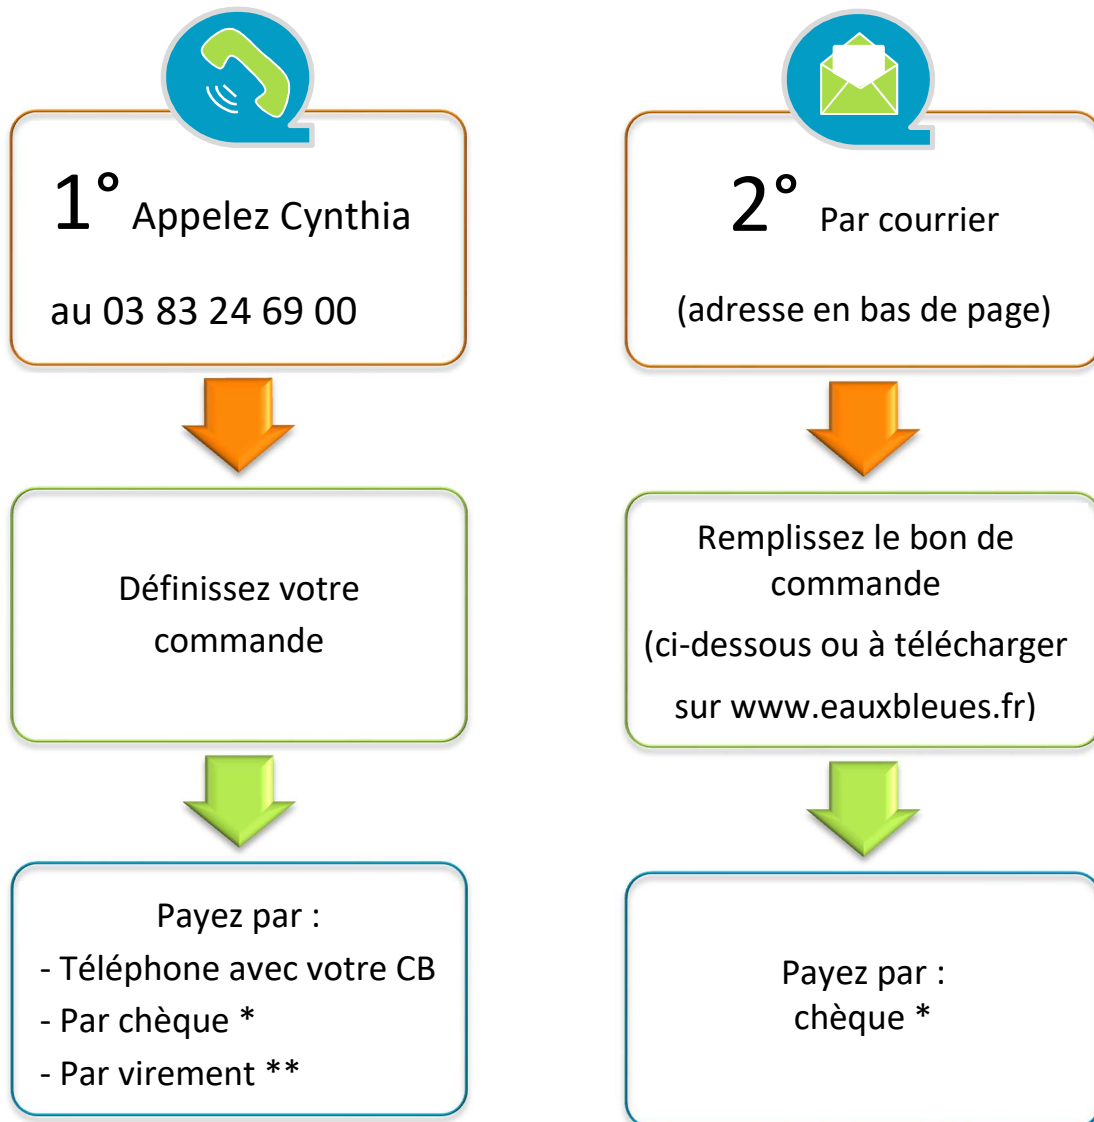 1° Appelez Cynthia
au 03 83 24 69 00
Définissez votre
commande
Payez par :
- Téléphone avec votre CB
- Par chèque *
- Par virement **
2° Par courrier
(adresse en bas de page)
Remplissez le bon de
commande
(ci-dessous ou à télécharger
sur www.eauxbleues.fr)
Payez par :
chèque *